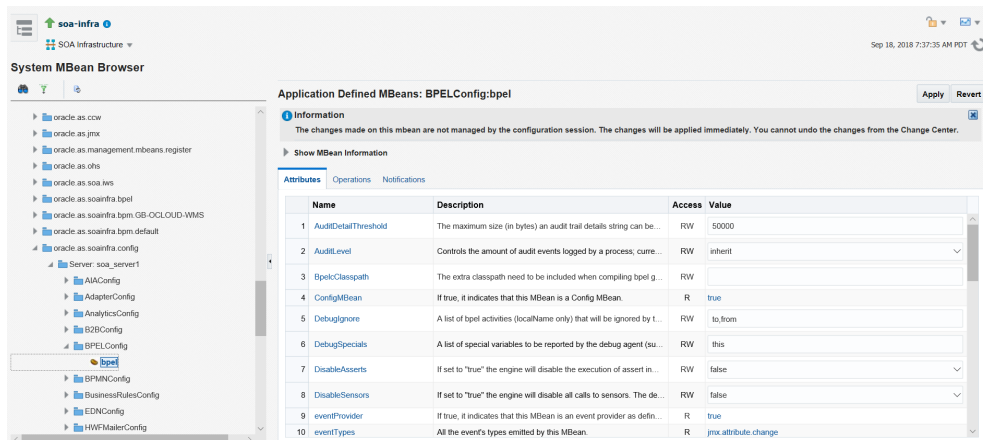 soa-infra
SOA Infrastructure
Sep 18, 2018 7:37:35 AM PDT
System MBean Browser
oracle.as.ccw
oracle.as.jmx
oracle.as.management.mbeans.register
oracle.as.ohs
oracle.as.soa.iws
oracle.as.soainfra.bpel
oracle.as.soainfra.bpm.GB-OCLOUD-WMS
oracle.as.soainfra.bpm.default
oracle.as.soainfra.config
Server: soa_server1
AIAConfig
AdapterConfig
AnalyticsConfig
B2BConfig
BPELConfig
bpel
BPMNConfig
BusinessRulesConfig
EDNConfig
HWFMailerConfig
Application Defined MBeans: BPELConfig:bpel
Apply Revert
Information
The changes made on this mbean are not managed by the configuration session. The changes will be applied immediately. You cannot undo the changes from the Change Center.
Show MBean Information
Attributes Operations Notifications
Name Description Access Value
1 AuditDetailThreshold The maximum size (in bytes) an audit trail details string can be... RW 50000
2 AuditLevel Controls the amount of audit events logged by a process; curre... RW inherit
3 BpelcClasspath The extra classpath need to be included when compiling bpel g... RW
4 ConfigMBean If true, it indicates that this MBean is a Config MBean. R true
5 DebugIgnore A list of bpel activities (localName only) that will be ignored by t... RW to,from
6 DebugSpecials A list of special variables to be reported by the debug agent (su... RW this
7 DisableAsserts If set to "true" the engine will disable the execution of assert in... RW false
8 DisableSensors If set to "true" the engine will disable all calls to sensors. The de... RW false
9 eventProvider If true, it indicates that this MBean is an event provider as defin... R true
10 eventTypes All the event's types emitted by this MBean. R jmx.attribute.change